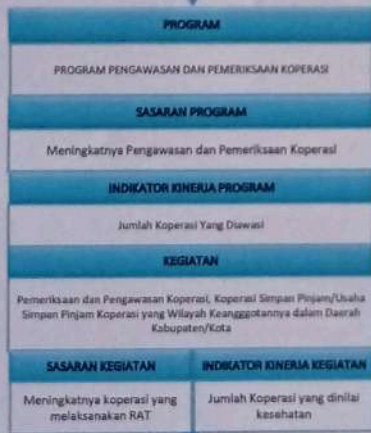 PROGRAM
PROGRAM PENGAWASAN DAN PEMERIKSAAN KOPERASI
SASARAN PROGRAM
Meningkatnya Pengawasan dan Pemeriksaan Koperasi
INDIKATOR KINERJA PROGRAM
Jumlah Koperasi Yang Diawasi
KEGIATAN
Pemeriksaan dan Pengawasan Koperasi, Koperasi Simpan Pinjam/Usaha
Simpan Pinjam Koperasi yang Wilayah Keangggotannya dalam Daerah
Kabupaten/Kota
SASARAN KEGIATAN
Meningkatnya koperasi yang
melaksanakan RAT
INDIKATOR KINERJA KEGIATAN
Jumlah Koperasi yang dinilai
kesehatan